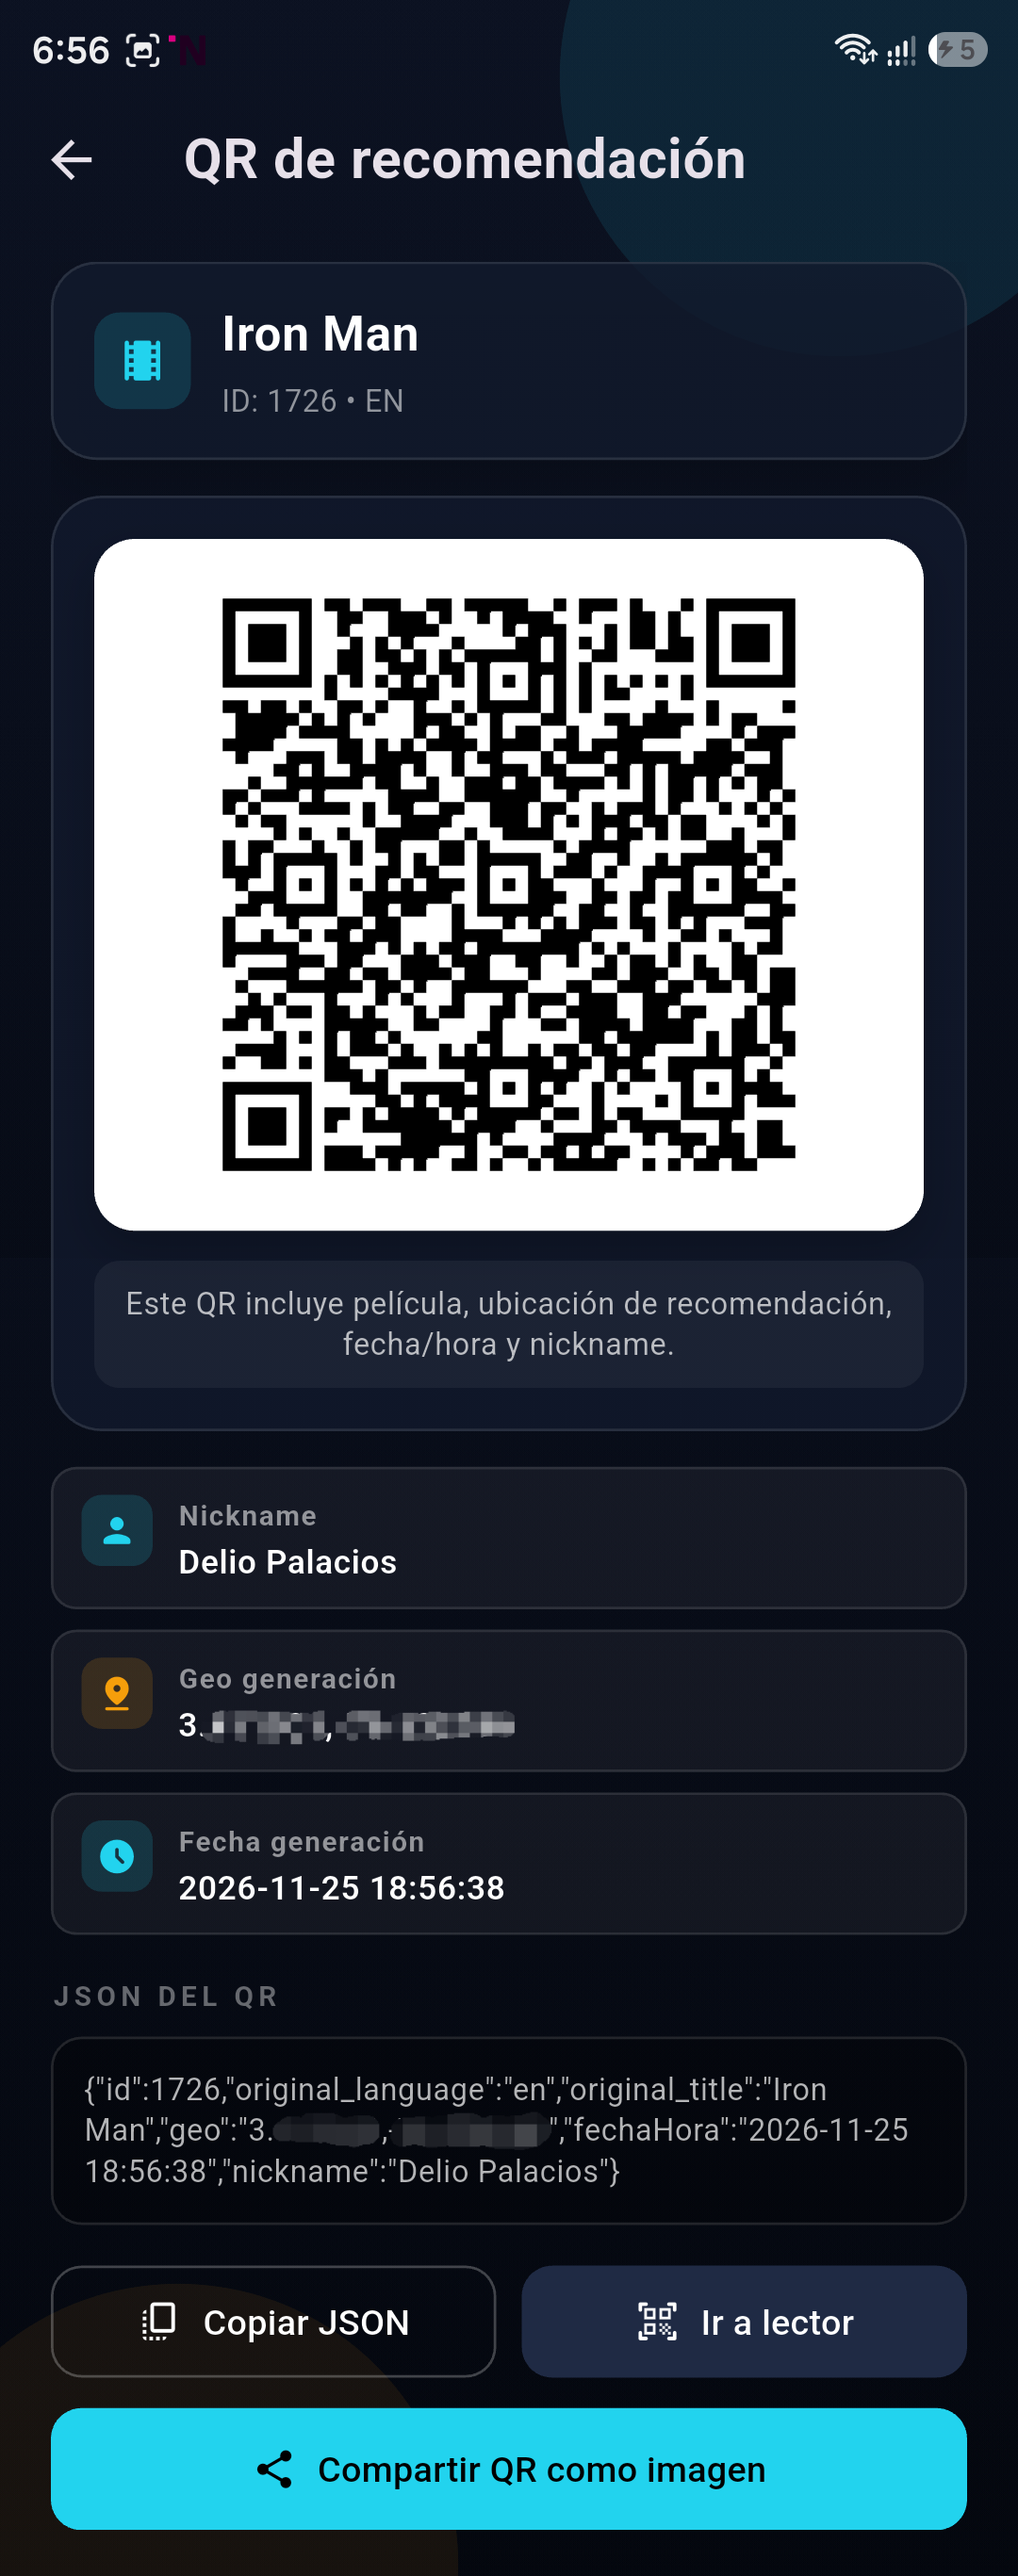 6:56 N 5
QR de recomendación
Iron Man
ID: 1726 • EN
Este QR incluye película, ubicación de recomendación,
fecha/hora y nickname.
Nickname
Delio Palacios
Geo generación
3.
Fecha generación
2026-11-25 18:56:38
JSON DEL QR
{"id":1726,"original_language":"en","original_title":"Iron
Man","geo":"3. ,- ","fechaHora":"2026-11-25
18:56:38","nickname":"Delio Palacios"}
Copiar JSON
Ir a lector
Compartir QR como imagen